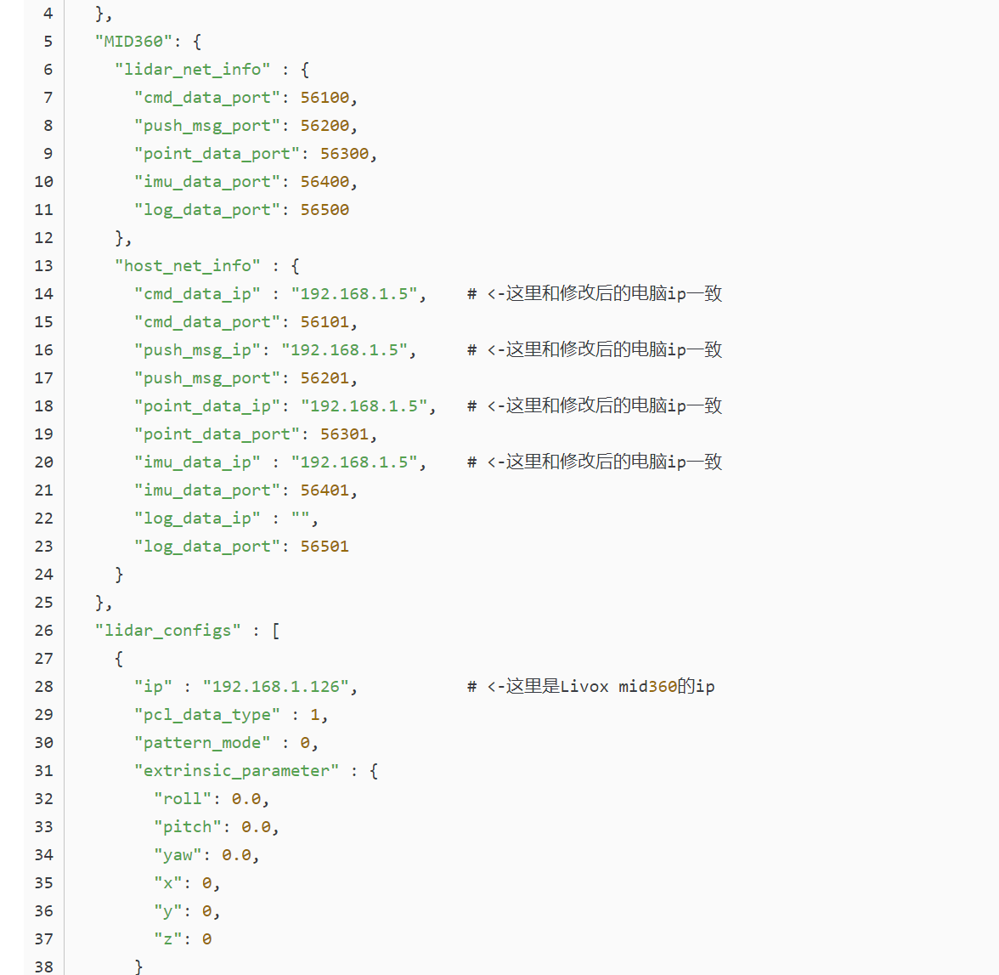 4 },
5 "MID360": {
6 "lidar_net_info" : {
7 "cmd_data_port": 56100,
8 "push_msg_port": 56200,
9 "point_data_port": 56300,
10 "imu_data_port": 56400,
11 "log_data_port": 56500
12 },
13 "host_net_info" : {
14 "cmd_data_ip" : "192.168.1.5", # <-这里和修改后的电脑ip一致
15 "cmd_data_port": 56101,
16 "push_msg_ip": "192.168.1.5", # <-这里和修改后的电脑ip一致
17 "push_msg_port": 56201,
18 "point_data_ip": "192.168.1.5", # <-这里和修改后的电脑ip一致
19 "point_data_port": 56301,
20 "imu_data_ip" : "192.168.1.5", # <-这里和修改后的电脑ip一致
21 "imu_data_port": 56401,
22 "log_data_ip" : "",
23 "log_data_port": 56501
24 }
25 },
26 "lidar_configs" : [
27 {
28 "ip" : "192.168.1.126", # <-这里是Livox mid360的ip
29 "pcl_data_type" : 1,
30 "pattern_mode" : 0,
31 "extrinsic_parameter" : {
32 "roll": 0.0,
33 "pitch": 0.0,
34 "yaw": 0.0,
35 "x": 0,
36 "y": 0,
37 "z": 0
38 }